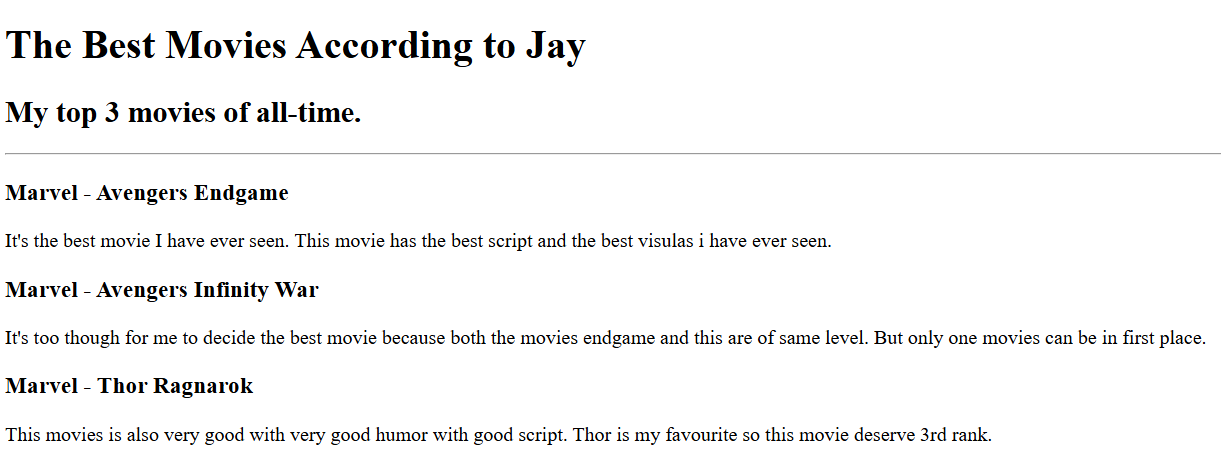 The Best Movies According to Jay
My top 3 movies of all-time.
Marvel - Avengers Endgame
It's the best movie I have ever seen. This movie has the best script and the best visulas i have ever seen.
Marvel - Avengers Infinity War
It's too though for me to decide the best movie because both the movies endgame and this are of same level. But only one movies can be in first place.
Marvel - Thor Ragnarok
This movies is also very good with very good humor with good script. Thor is my favourite so this movie deserve 3rd rank.